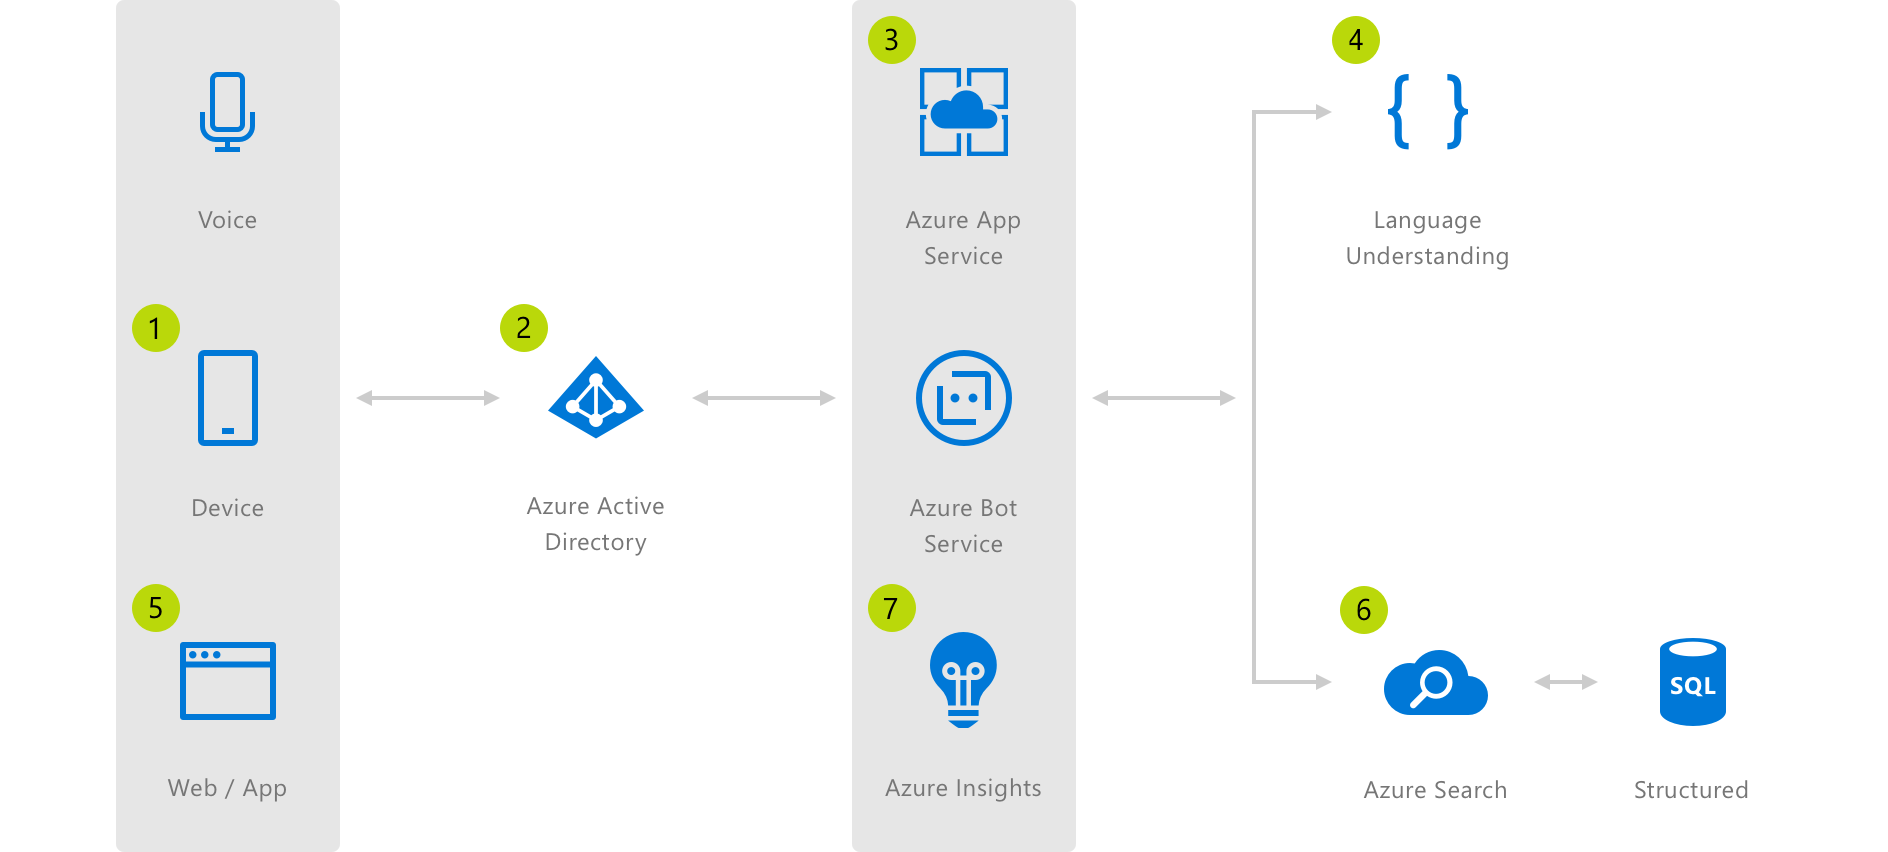 Voice
1
Device
5
Web / App
2
Azure Active
Directory
3
Azure App
Service
Azure Bot
Service
7
Azure Insights
4
{ }
Language
Understanding
6
Azure Search
SQL
Structured